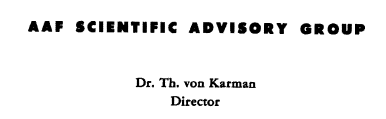 AAF SCIENTIFIC ADVISORY GROUP
Dr. Th. von Karman
Director